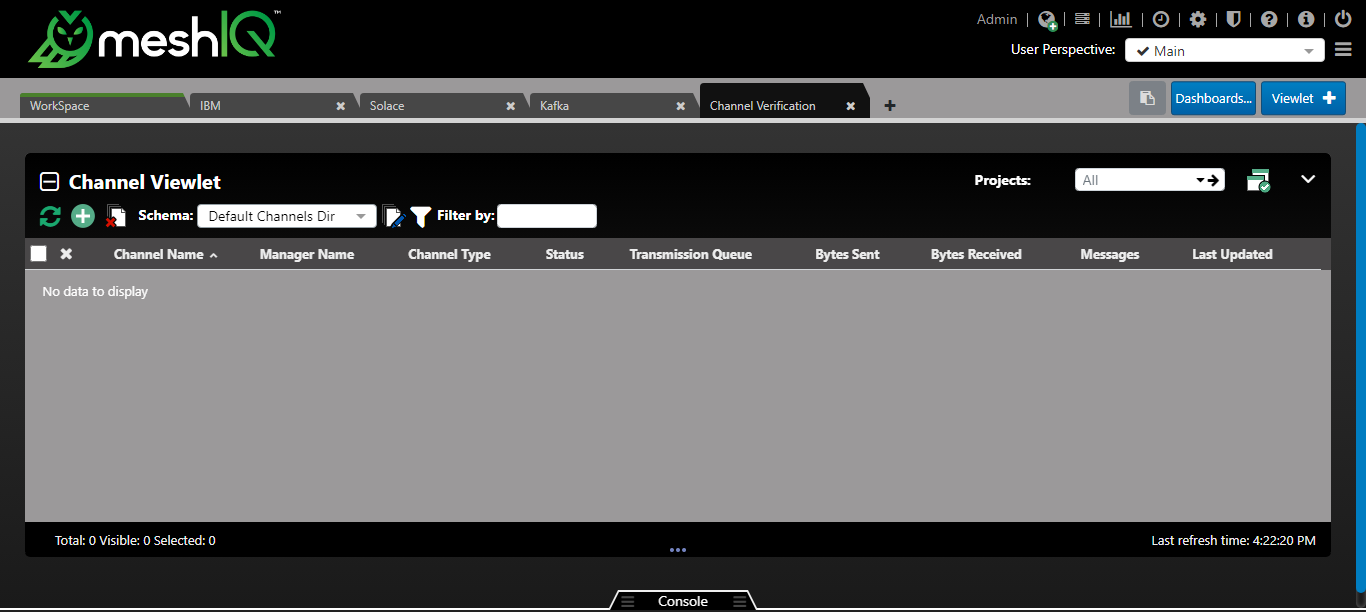 meshIQ™
Admin
User Perspective: Main
WorkSpace IBM Solace Kafka Channel Verification
Dashboards... Viewlet
Channel Viewlet
Projects: All
Schema: Default Channels Dir Filter by:
Channel Name Manager Name Channel Type Status Transmission Queue Bytes Sent Bytes Received Messages Last Updated
No data to display
Total: 0 Visible: 0 Selected: 0
Last refresh time: 4:22:20 PM
Console